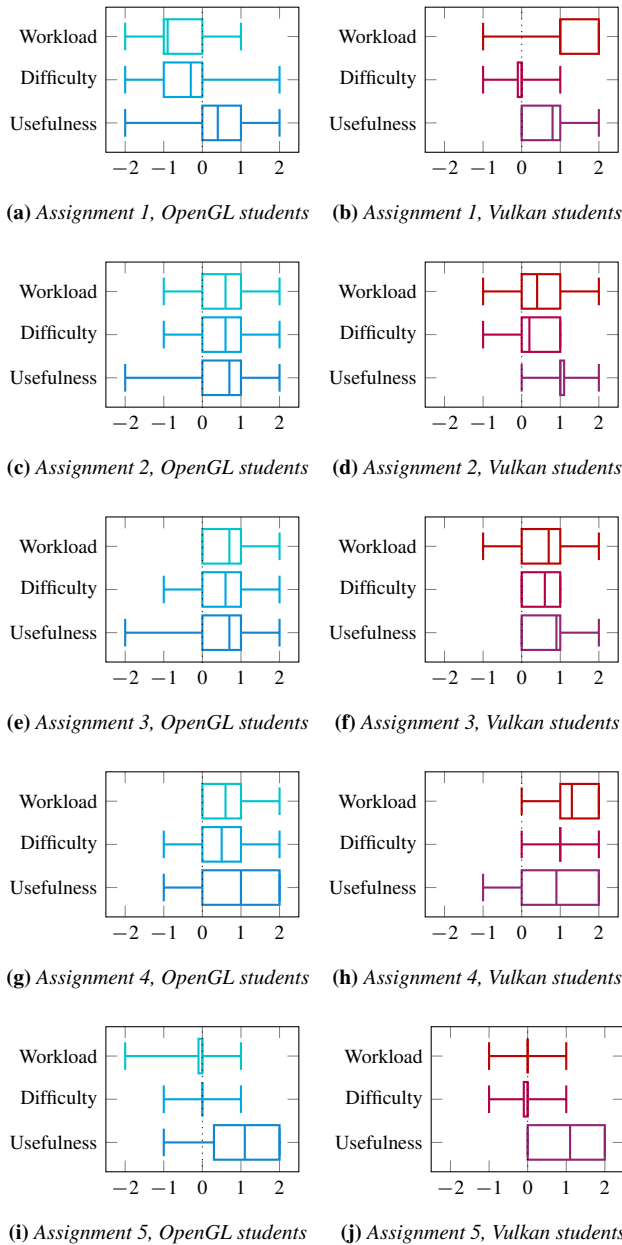 Workload
Difficulty
Usefulness
−2 −1 0 1 2
(a) Assignment 1, OpenGL students
Workload
Difficulty
Usefulness
−2 −1 0 1 2
(b) Assignment 1, Vulkan students
Workload
Difficulty
Usefulness
−2 −1 0 1 2
(c) Assignment 2, OpenGL students
Workload
Difficulty
Usefulness
−2 −1 0 1 2
(d) Assignment 2, Vulkan students
Workload
Difficulty
Usefulness
−2 −1 0 1 2
(e) Assignment 3, OpenGL students
Workload
Difficulty
Usefulness
−2 −1 0 1 2
(f) Assignment 3, Vulkan students
Workload
Difficulty
Usefulness
−2 −1 0 1 2
(g) Assignment 4, OpenGL students
Workload
Difficulty
Usefulness
−2 −1 0 1 2
(h) Assignment 4, Vulkan students
Workload
Difficulty
Usefulness
−2 −1 0 1 2
(i) Assignment 5, OpenGL students
Workload
Difficulty
Usefulness
−2 −1 0 1 2
(j) Assignment 5, Vulkan students